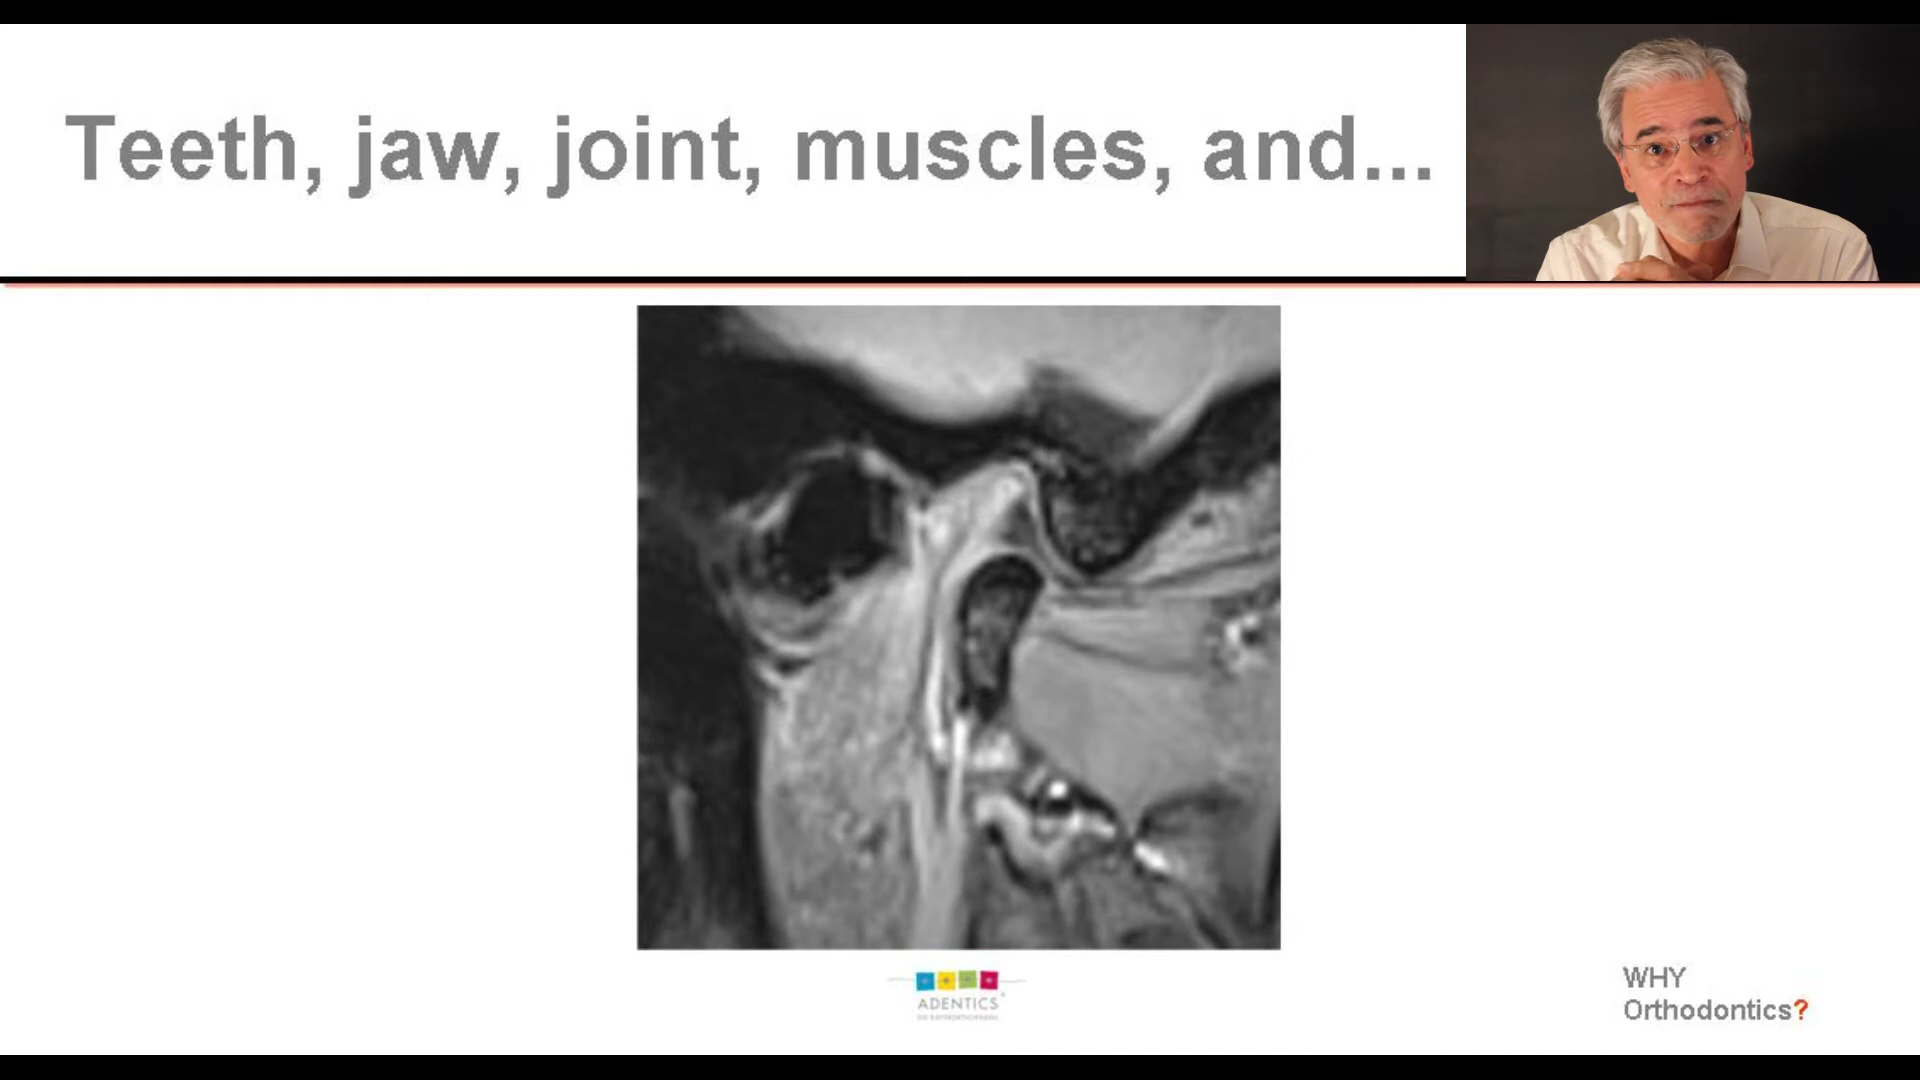 Teeth, jaw, joint, muscles, and...
ADENTICS
WHY
Orthodontics?